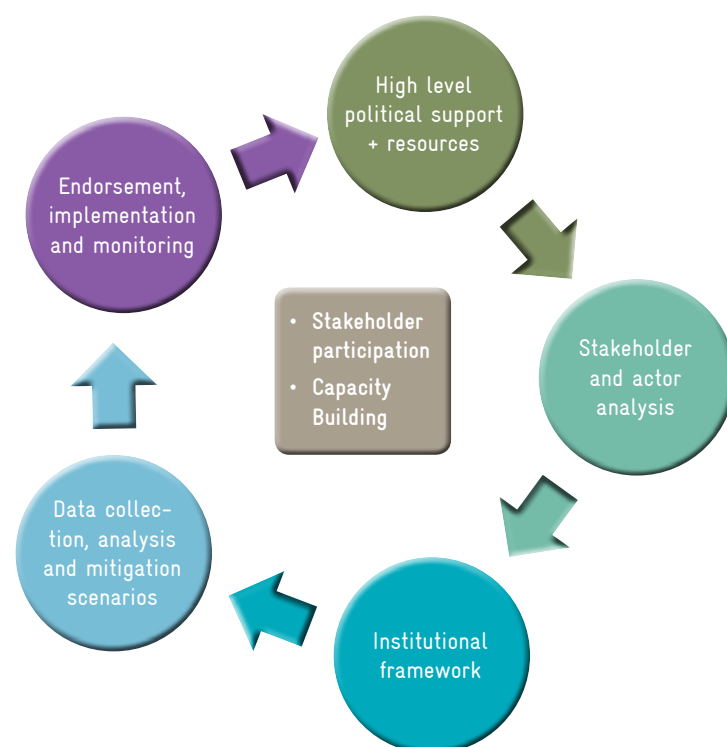 High level
political support
+ resources
Stakeholder
and actor
analysis
Institutional
framework
Data collec-
tion, analysis
and mitigation
scenarios
Endorsement,
implementation
and monitoring
• Stakeholder
participation
• Capacity
Building